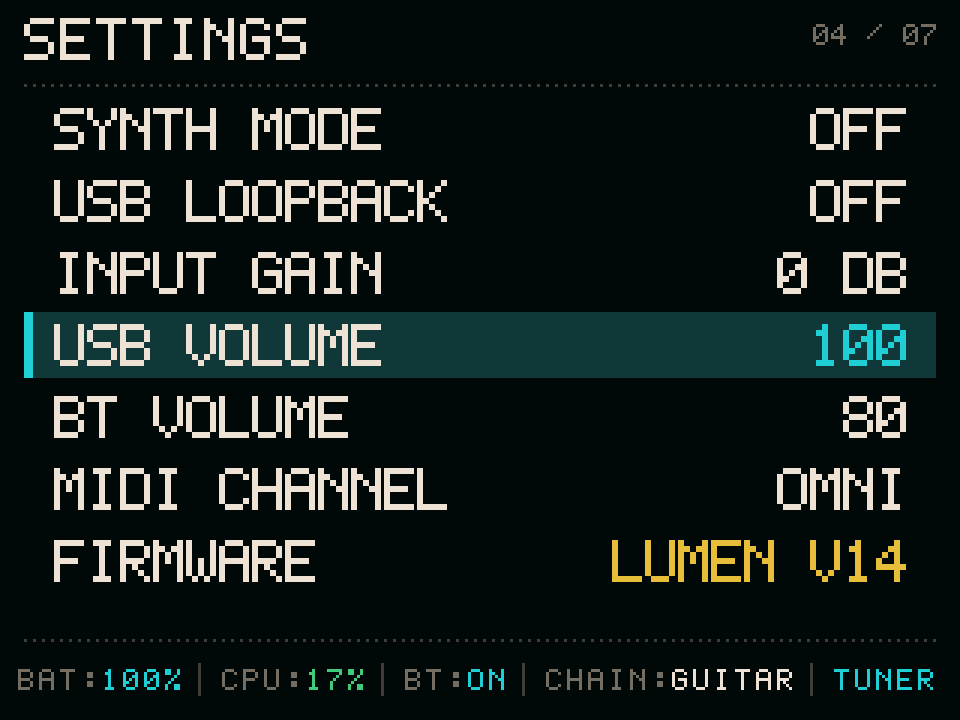 SETTINGS 04 / 07
SYNTH MODE OFF
USB LOOPBACK OFF
INPUT GAIN 0 DB
USB VOLUME 100
BT VOLUME 80
MIDI CHANNEL OMNI
FIRMWARE LUMEN V14
BAT:100% | CPU:17% | BT:ON | CHAIN:GUITAR | TUNER